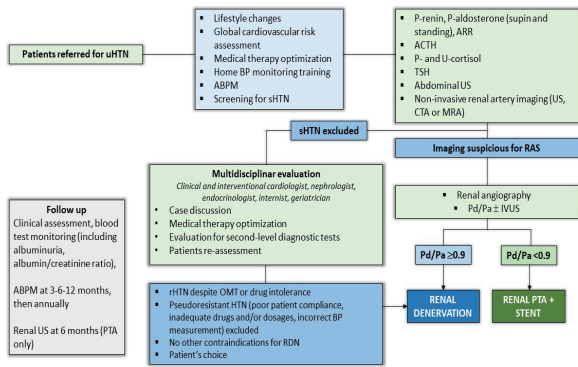 Patients referred for uHTN
Lifestyle changes
Global cardiovascular risk
assessment
Medical therapy optimization
Home BP monitoring training
ABPM
Screening for sHTN
P-renin, P-aldosterone (supin and
standing), ARR
ACTH
P- and U-cortisol
TSH
Abdominal US
Non-invasive renal artery imaging (US,
CTA or MRA)
sHTN excluded
Imaging suspicious for RAS
Multidisciplinar evaluation
Clinical and interventional cardiologist, nephrologist,
endocrinologist, internist, geriatrician
Case discussion
Medical therapy optimization
Evaluation for second-level diagnostic tests
Patients re-assessment
Renal angiography
Pd/Pa ± IVUS
Follow up
Clinical assessment, blood
test monitoring (including
albuminuria,
albumin/creatinine ratio),
ABPM at 3-6-12 months,
then annually
Renal US at 6 months (PTA
only)
Pd/Pa ≥0.9
Pd/Pa <0.9
rHTN despite OMT or drug intolerance
Pseudoresistant HTN (poor patient compliance,
inadequate drugs and/or dosages, incorrect BP
measurement) excluded
No other contraindications for RDN
Patient's choice
RENAL
DENERVATION
RENAL PTA +
STENT